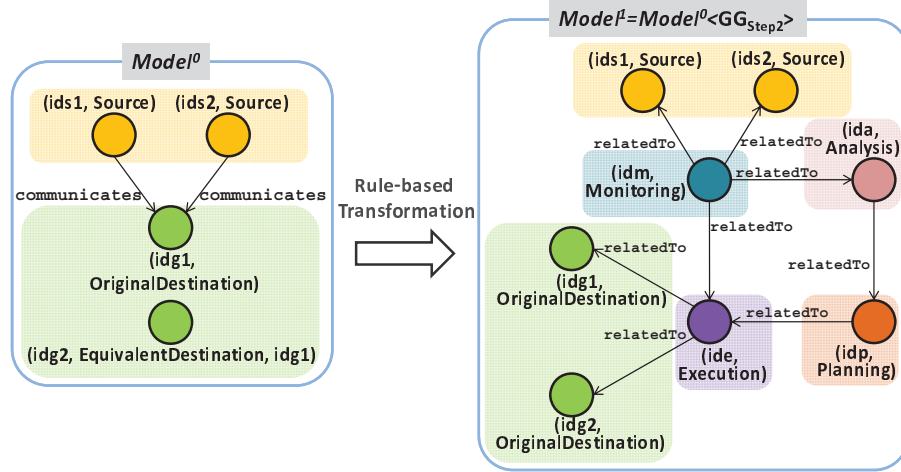 Model⁰
(ids1, Source) (ids2, Source)
communicates communicates
(idg1,
OriginalDestination)
(idg2, EquivalentDestination, idg1)
Rule-based
Transformation
Model¹=Model⁰<GG_Step2>
(ids1, Source) (ids2, Source)
relatedTo relatedTo
(ida,
Analysis)
(idm,
Monitoring)
relatedTo
relatedTo
relatedTo
relatedTo
(idg1,
OriginalDestination)
relatedTo
relatedTo
(ide,
Execution)
(idp,
Planning)
(idg2,
OriginalDestination)